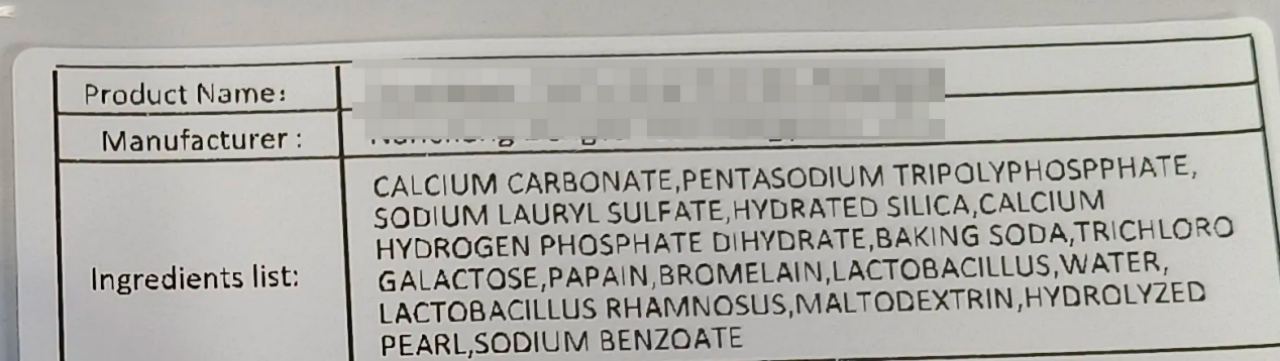 Product Name:
Manufacturer :
Ingredients list:
CALCIUM CARBONATE,PENTASODIUM TRIPOLYPHOSPPHATE,
SODIUM LAURYL SULFATE,HYDRATED SILICA,CALCIUM
HYDROGEN PHOSPHATE DIHYDRATE,BAKING SODA,TRICHLORO
GALACTOSE,PAPAIN,BROMELAIN,LACTOBACILLUS,WATER,
LACTOBACILLUS RHAMNOSUS,MALTODEXTRIN,HYDROLYZED
PEARL,SODIUM BENZOATE